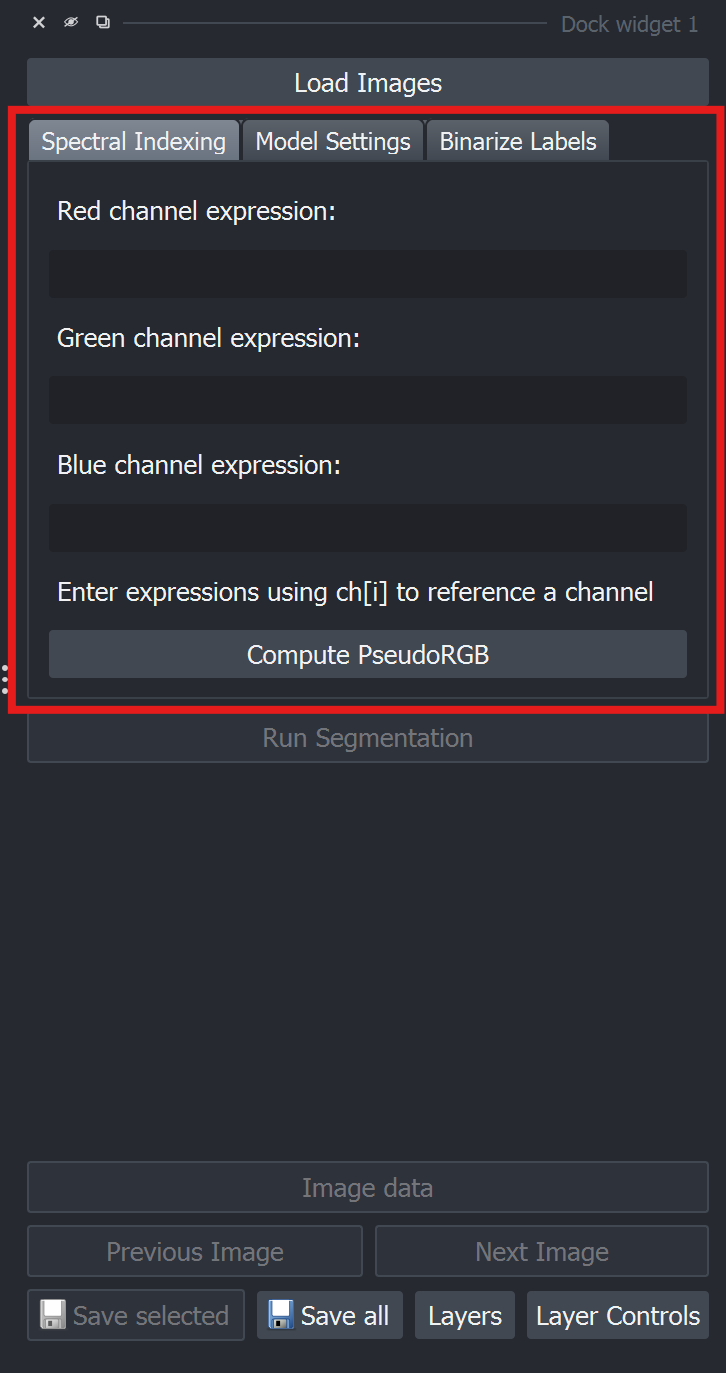 Dock widget 1
Load Images
Spectral Indexing Model Settings Binarize Labels
Red channel expression:
Green channel expression:
Blue channel expression:
Enter expressions using ch[i] to reference a channel
Compute PseudoRGB
Run Segmentation
Image data
Previous Image Next Image
Save selected Save all Layers Layer Controls